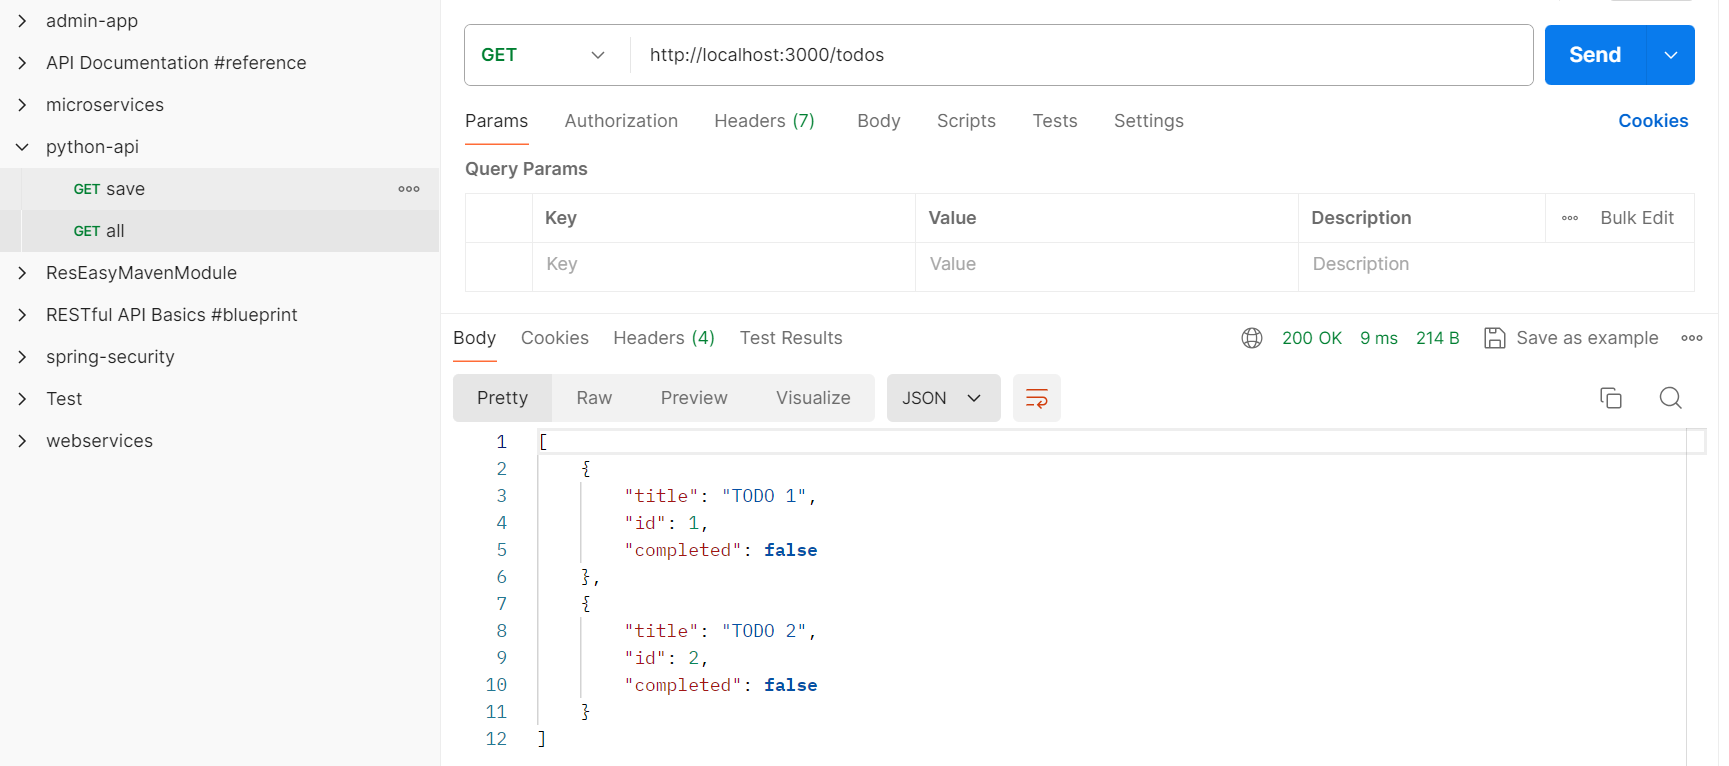 admin-app
API Documentation #reference
microservices
python-api
GET save
GET all
ResEasyMavenModule
RESTful API Basics #blueprint
spring-security
Test
webservices
GET http://localhost:3000/todos Send
Params Authorization Headers (7) Body Scripts Tests Settings Cookies
Query Params
Key Value Description Bulk Edit
Key Value Description
Body Cookies Headers (4) Test Results 200 OK 9 ms 214 B Save as example
Pretty Raw Preview Visualize JSON
1 [
2 {
3 "title": "TODO 1",
4 "id": 1,
5 "completed": false
6 },
7 {
8 "title": "TODO 2",
9 "id": 2,
10 "completed": false
11 }
12 ]